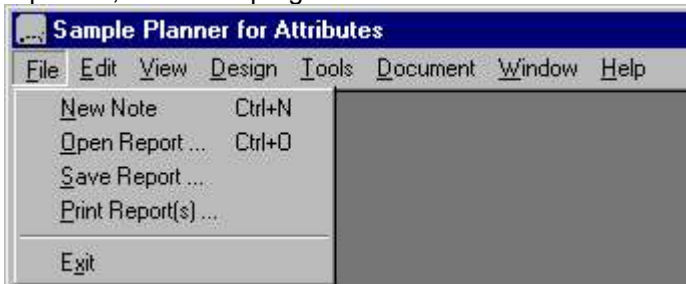 Sample Planner for Attributes
File Edit View Design Tools Document Window Help
New Note Ctrl+N
Open Report ... Ctrl+O
Save Report ...
Print Report(s) ...
Exit